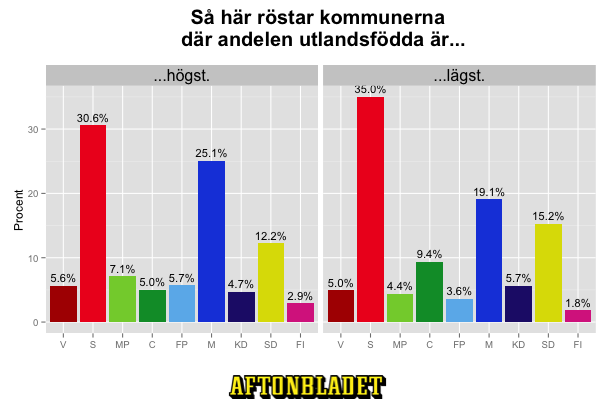 Så här röstar kommunerna
där andelen utlandsfödda är...
...högst.
...lägst.
Procent
30
20
10
0
5.6%
30.6%
7.1%
5.0%
5.7%
25.1%
4.7%
12.2%
2.9%
5.0%
35.0%
4.4%
9.4%
3.6%
19.1%
5.7%
15.2%
1.8%
V S MP C FP M KD SD FI
V S MP C FP M KD SD FI
AFTONBLADET